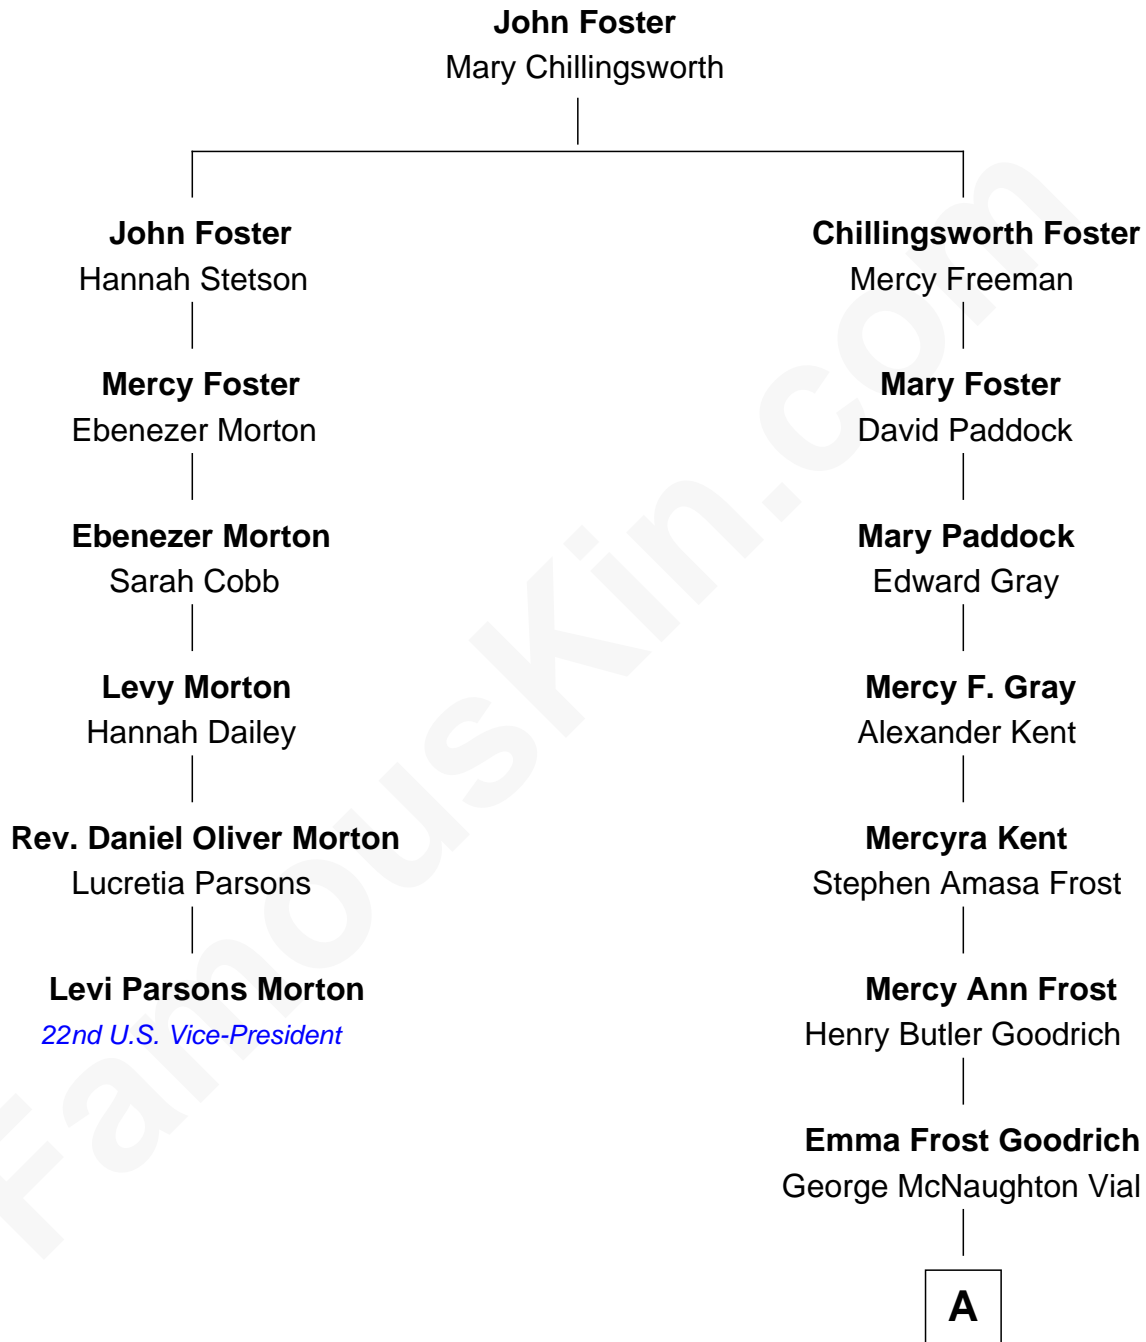 John Foster
Mary Chillingsworth
John Foster
Hannah Stetson
Chillingsworth Foster
Mercy Freeman
Mercy Foster
Ebenezer Morton
Mary Foster
David Paddock
Ebenezer Morton
Sarah Cobb
Mary Paddock
Edward Gray
Levy Morton
Hannah Dailey
Mercy F. Gray
Alexander Kent
Rev. Daniel Oliver Morton
Lucretia Parsons
Mercyra Kent
Stephen Amasa Frost
Levi Parsons Morton
22nd U.S. Vice-President
Mercy Ann Frost
Henry Butler Goodrich
Emma Frost Goodrich
George McNaughton Vial
A
FamousKin.com